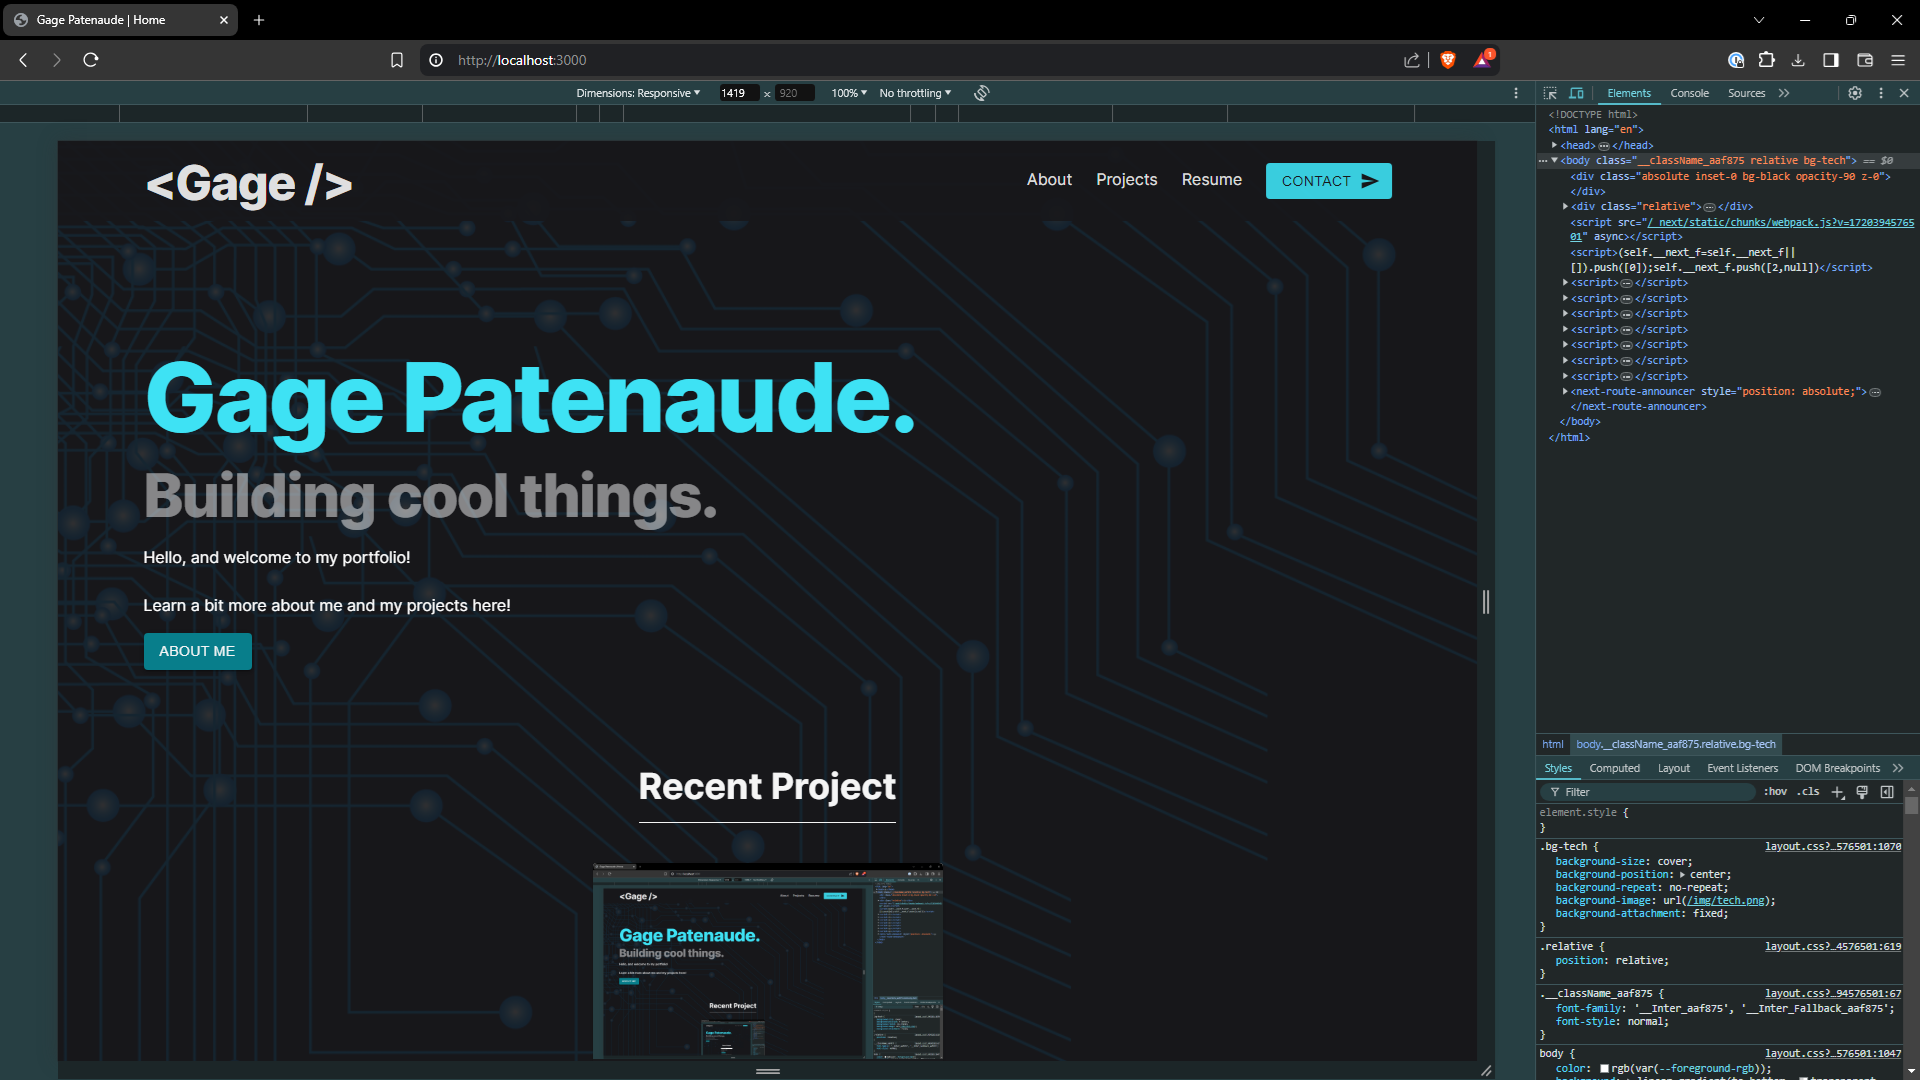 Gage Patenaude | Home
http://localhost:3000
1
Dimensions: Responsive
1419 x 920
100%
No throttling
Elements
Console
Sources
<Gage />
About
Projects
Resume
CONTACT
Gage Patenaude.
Building cool things.
Hello, and welcome to my portfolio!
Learn a bit more about me and my projects here!
ABOUT ME
Recent Project
<Gage />
Gage Patenaude.
Building cool things.
Recent Project
<!DOCTYPE html>
<html lang="en">
<head> </head>
<body class="__className_aaf875 relative bg-tech"> == $0
<div class="absolute inset-0 bg-black opacity-90 z-0">
</div>
<div class="relative"> </div>
<script src="/_next/static/chunks/webpack.js?v=17203945765
01" async></script>
<script>(self.__next_f=self.__next_f||
[]).push([0]);self.__next_f.push([2,null])</script>
<script> </script>
<script> </script>
<script> </script>
<script> </script>
<script> </script>
<script> </script>
<script> </script>
<next-route-announcer style="position: absolute;">
</next-route-announcer>
</body>
</html>
html
body.__className_aaf875.relative.bg-tech
Styles
Computed
Layout
Event Listeners
DOM Breakpoints
Filter
:hov
.cls
element.style {
}
.bg-tech {
layout.css?…576501:1070
background-size: cover;
background-position: center;
background-repeat: no-repeat;
background-image: url(/img/tech.png);
background-attachment: fixed;
}
.relative {
layout.css?…4576501:619
position: relative;
}
.__className_aaf875 {
layout.css?…94576501:67
font-family: '__Inter_aaf875', '__Inter_Fallback_aaf875';
font-style: normal;
}
body {
layout.css?…576501:1047
color: rgb(var(--foreground-rgb));